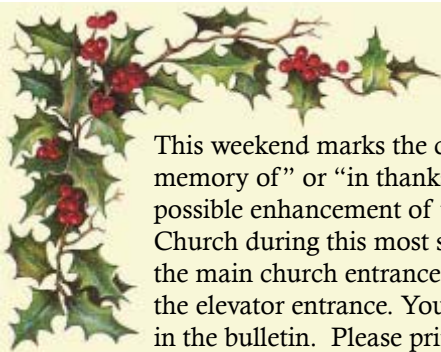 This weekend marks the
memory of” or “in thank
possible enhancement of
Church during this most s
the main church entrance
the elevator entrance. You
in the bulletin. Please pri